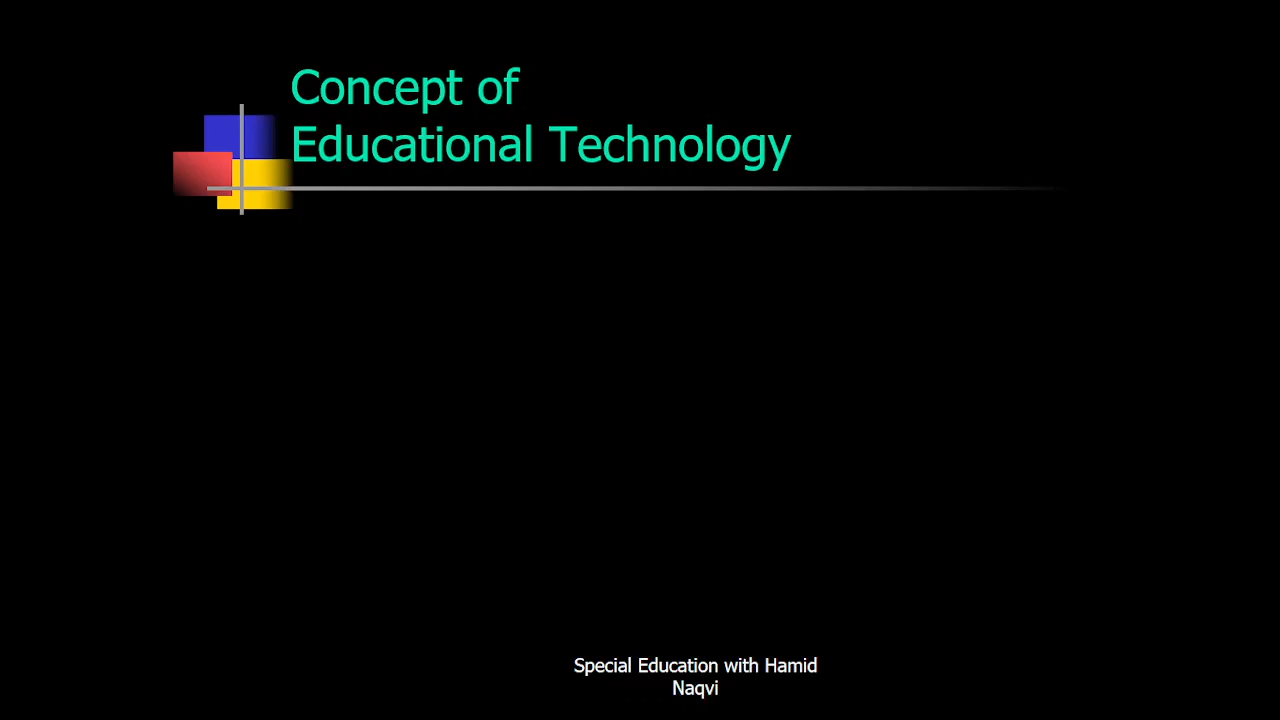 Concept of
Educational Technology
Special Education with Hamid
Naqvi